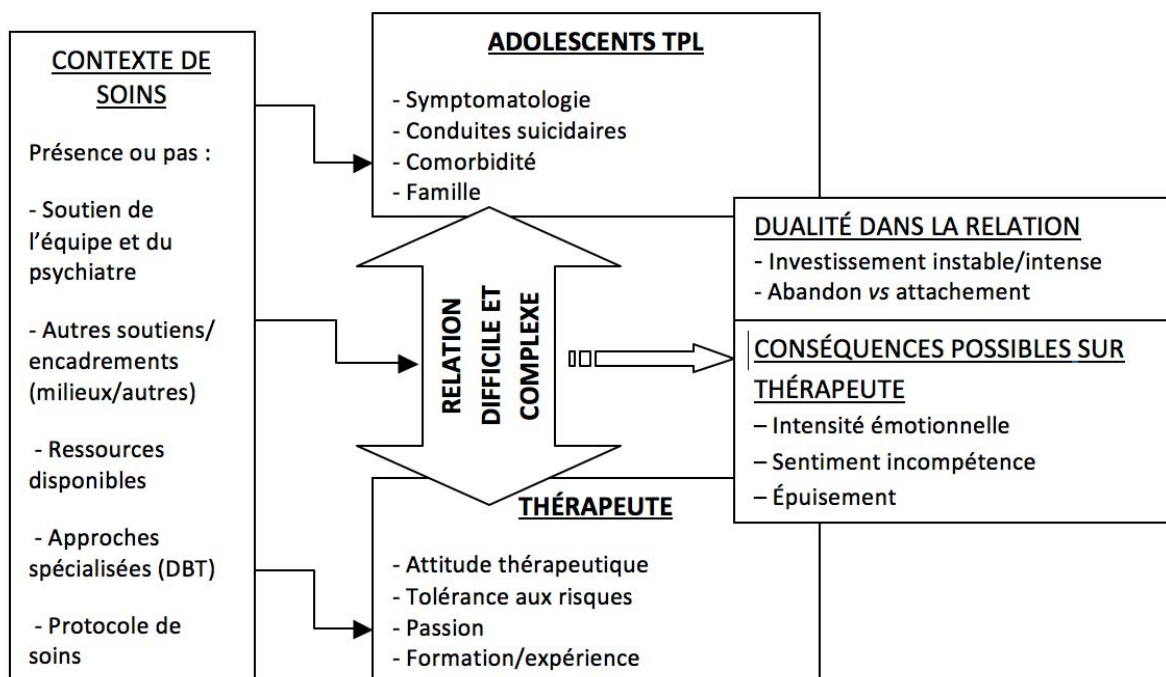 CONTEXTE DE
SOINS
Présence ou pas :
- Soutien de
l'équipe et du
psychiatre
- Autres soutiens/
encadrements
(milieux/autres)
- Ressources
disponibles
- Approches
spécialisées (DBT)
- Protocole de
soins
ADOLESCENTS TPL
- Symptomatologie
- Conduites suicidaires
- Comorbidité
- Famille
RELATION
DIFFICILE ET
COMPLEXE
THÉRAPEUTE
- Attitude thérapeutique
- Tolérance aux risques
- Passion
- Formation/expérience
DUALITÉ DANS LA RELATION
- Investissement instable/intense
- Abandon vs attachement
CONSÉQUENCES POSSIBLES SUR
THÉRAPEUTE
– Intensité émotionnelle
– Sentiment incompétence
– Épuisement